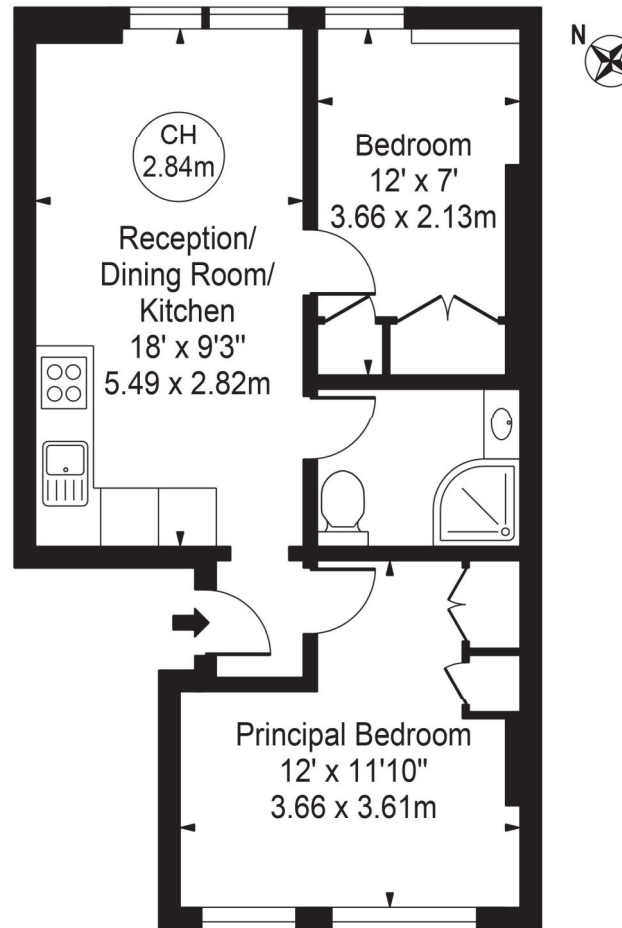 N
CH
2.84m
Reception/
Dining Room/
Kitchen
18' x 9'3"
5.49 x 2.82m
Bedroom
12' x 7'
3.66 x 2.13m
Principal Bedroom
12' x 11'10"
3.66 x 3.61m